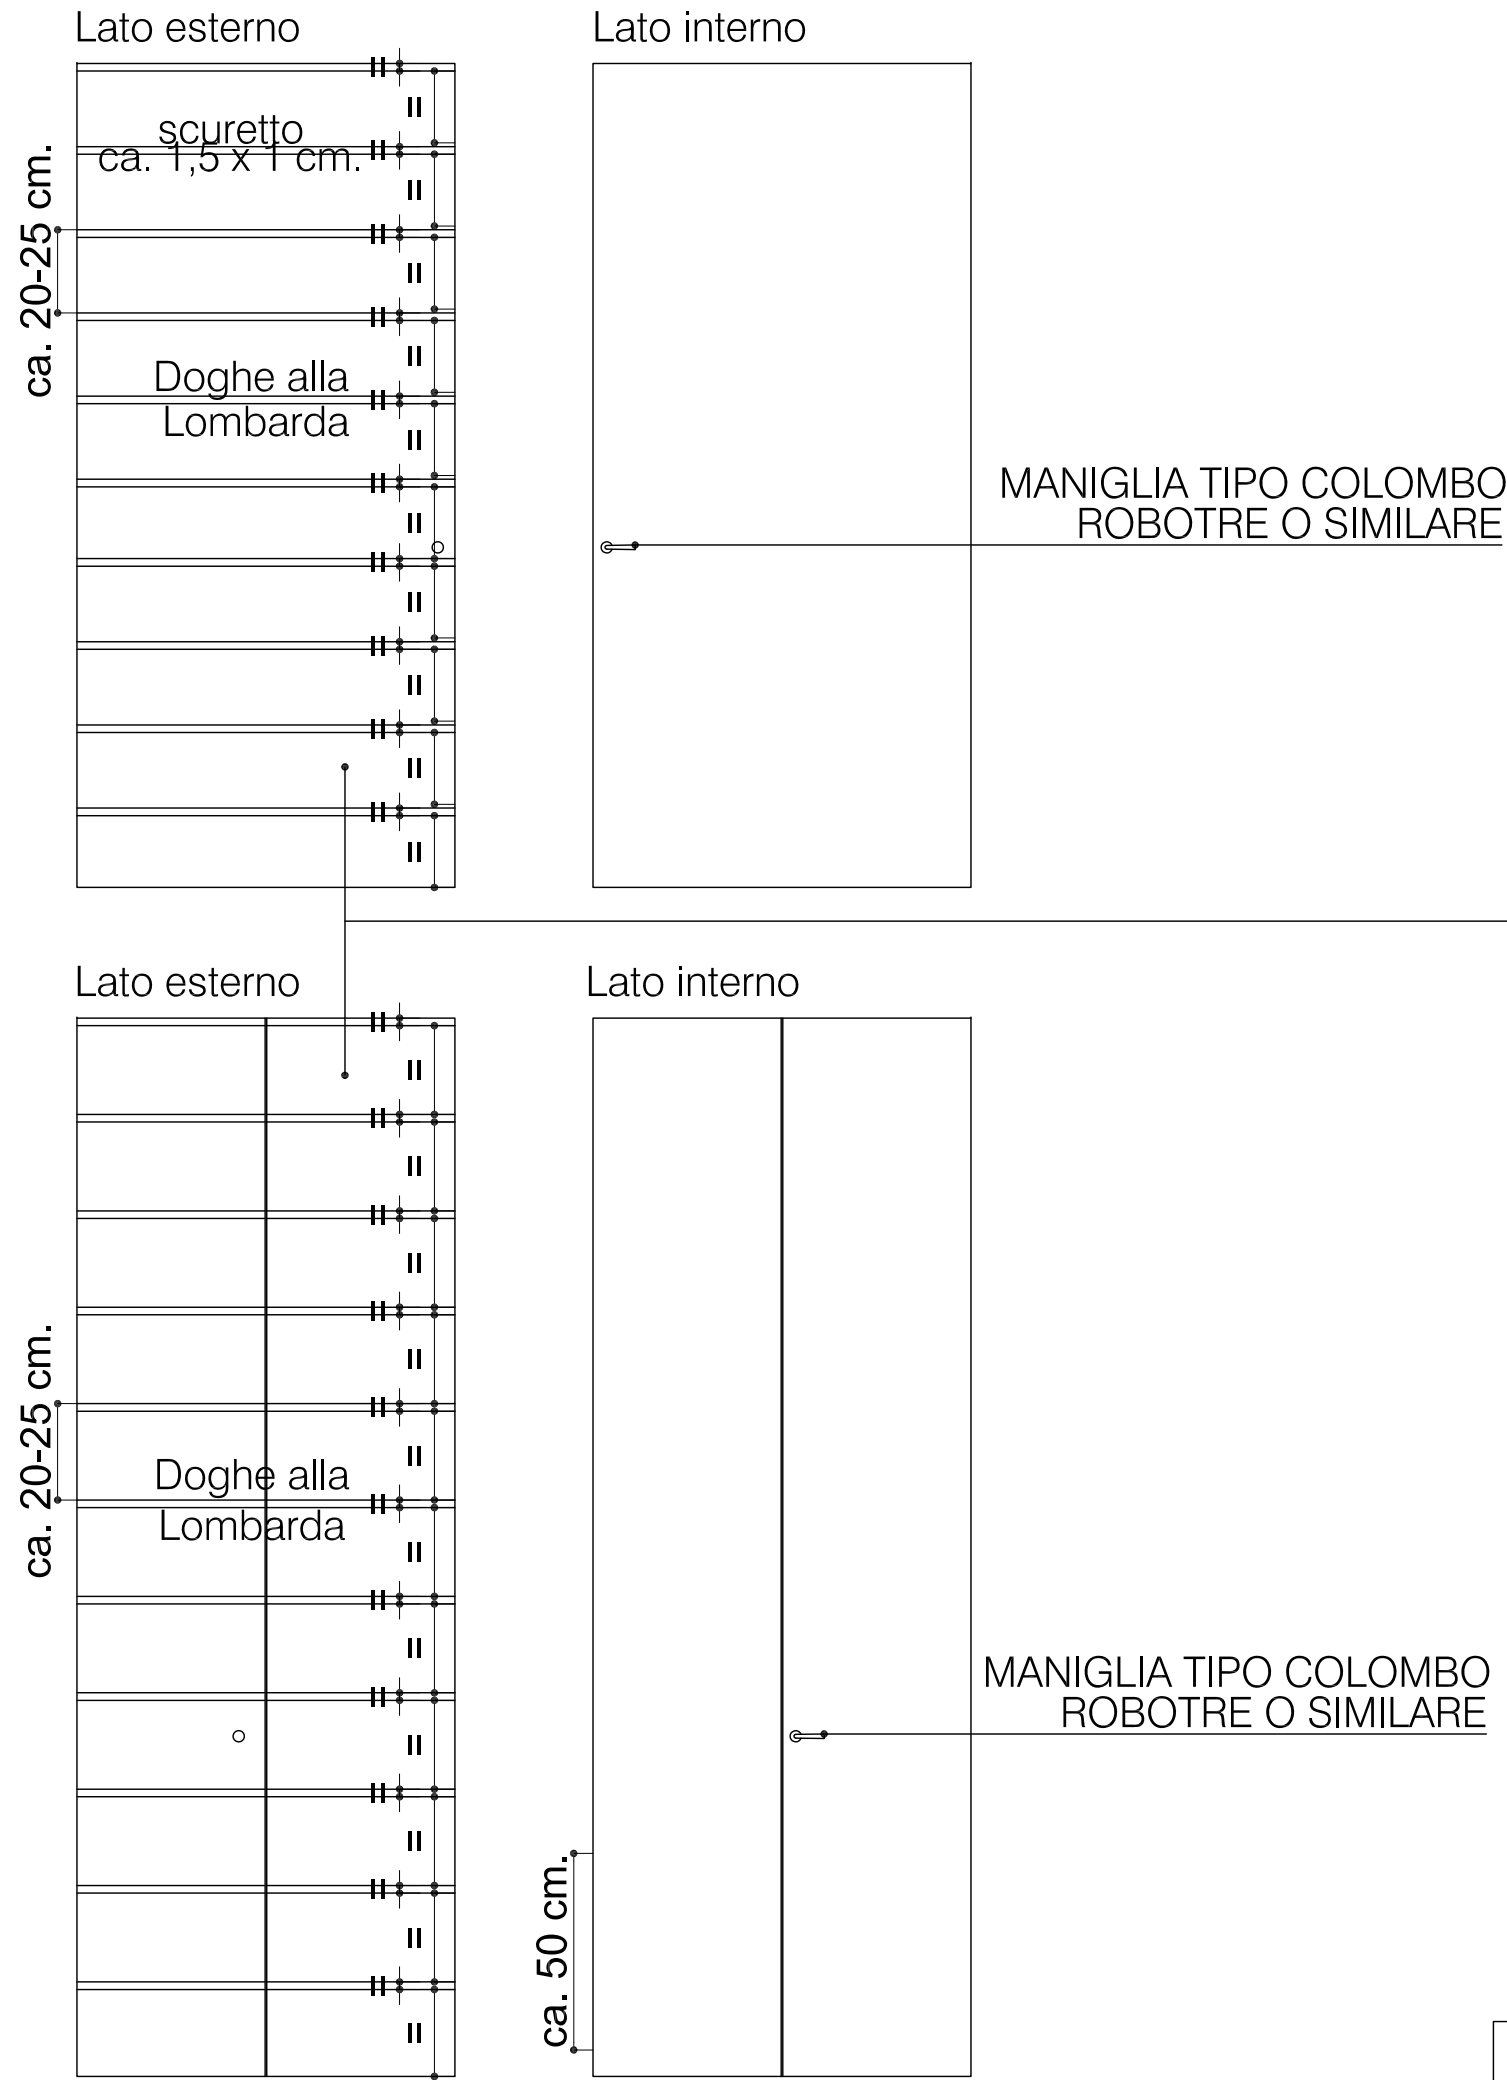 Lato esterno
Lato interno
scuretto
ca. 1,5 x 1 cm.
ca. 20-25 cm.
Doghe alla
Lombarda
MANIGLIA TIPO COLOMBO
ROBOTRE O SIMILARE
Lato esterno
Lato interno
ca. 20-25 cm.
Doghe alla
Lombarda
MANIGLIA TIPO COLOMBO
ROBOTRE O SIMILARE
ca. 50 cm.